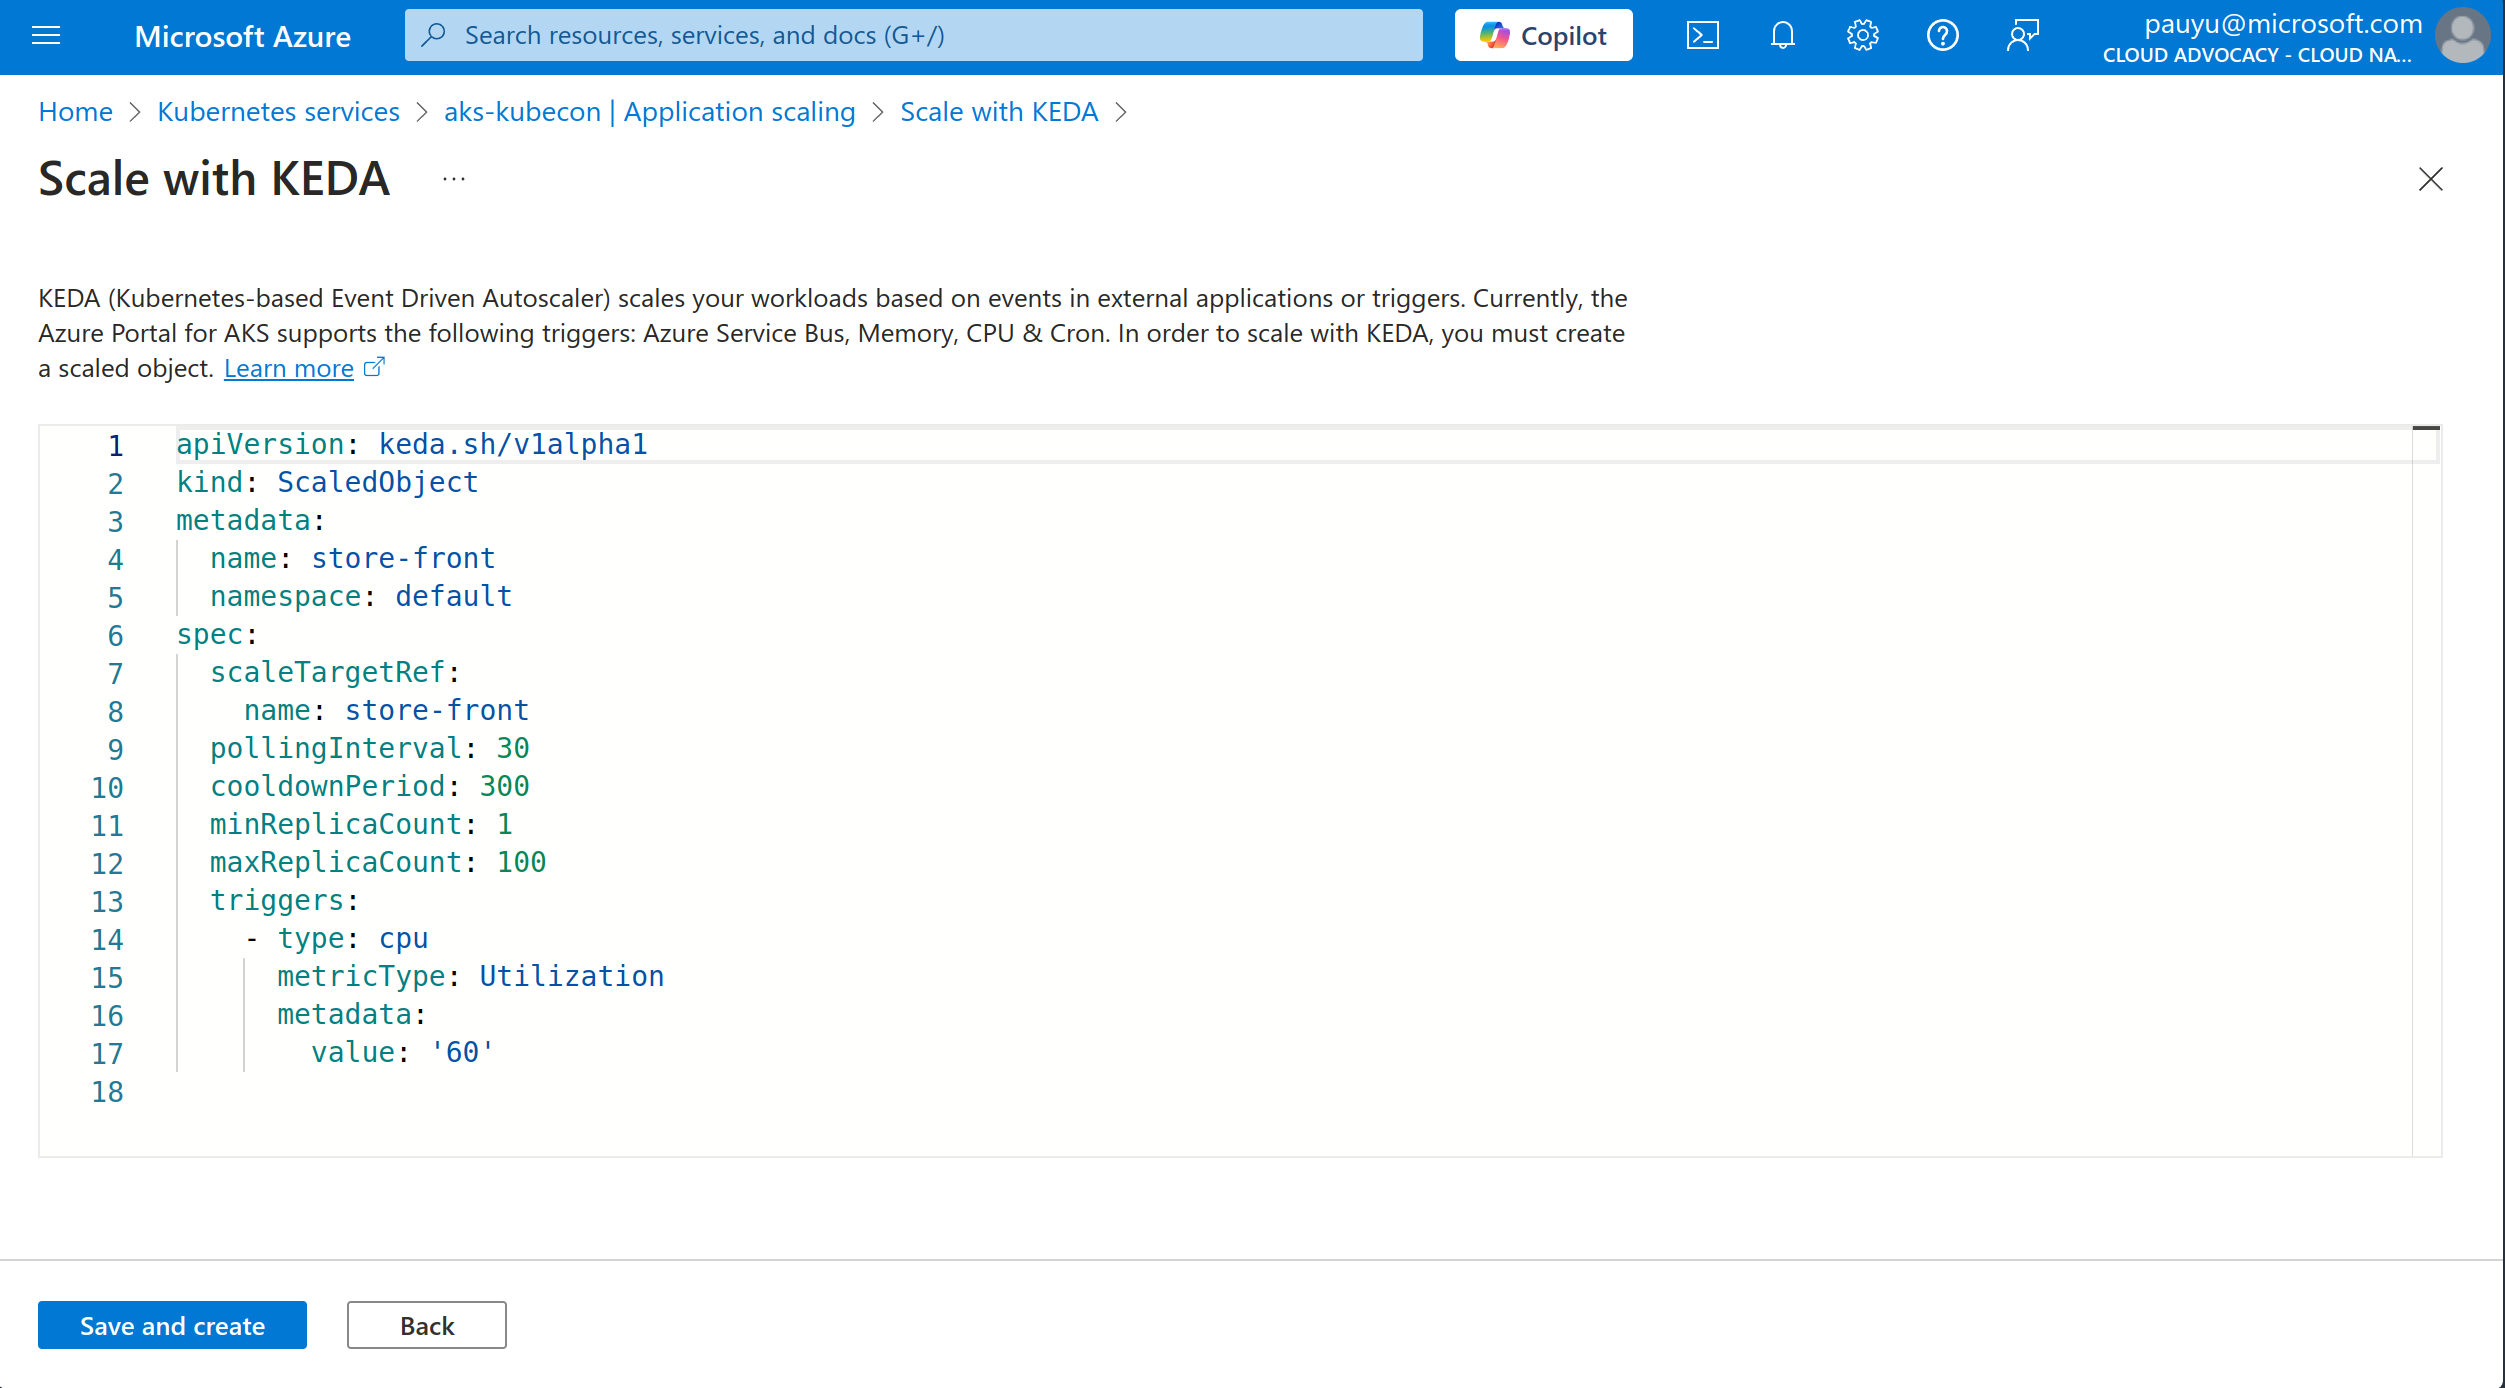 Microsoft Azure
Search resources, services, and docs (G+/)
Copilot
pauyu@microsoft.com
CLOUD ADVOCACY - CLOUD NA...
Home > Kubernetes services > aks-kubecon | Application scaling > Scale with KEDA >
Scale with KEDA ...
KEDA (Kubernetes-based Event Driven Autoscaler) scales your workloads based on events in external applications or triggers. Currently, the
Azure Portal for AKS supports the following triggers: Azure Service Bus, Memory, CPU & Cron. In order to scale with KEDA, you must create
a scaled object. Learn more
1 apiVersion: keda.sh/v1alpha1
2 kind: ScaledObject
3 metadata:
4   name: store-front
5   namespace: default
6 spec:
7   scaleTargetRef:
8     name: store-front
9   pollingInterval: 30
10   cooldownPeriod: 300
11   minReplicaCount: 1
12   maxReplicaCount: 100
13   triggers:
14     - type: cpu
15       metricType: Utilization
16       metadata:
17         value: '60'
18
Save and create
Back